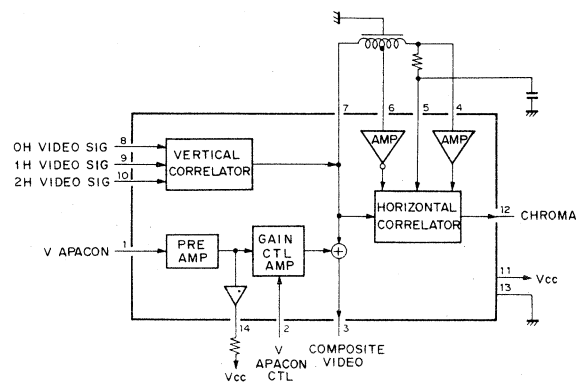 7 6 5 4
0H VIDEO SIG 8
1H VIDEO SIG 9
2H VIDEO SIG 10
VERTICAL
CORRELATOR
AMP
AMP
HORIZONTAL
CORRELATOR
12 CHROMA
V APACON 1
PRE
AMP
GAIN
CTL
AMP
11 Vcc
13
14 2 3
Vcc
V
APACON
CTL
COMPOSITE
VIDEO